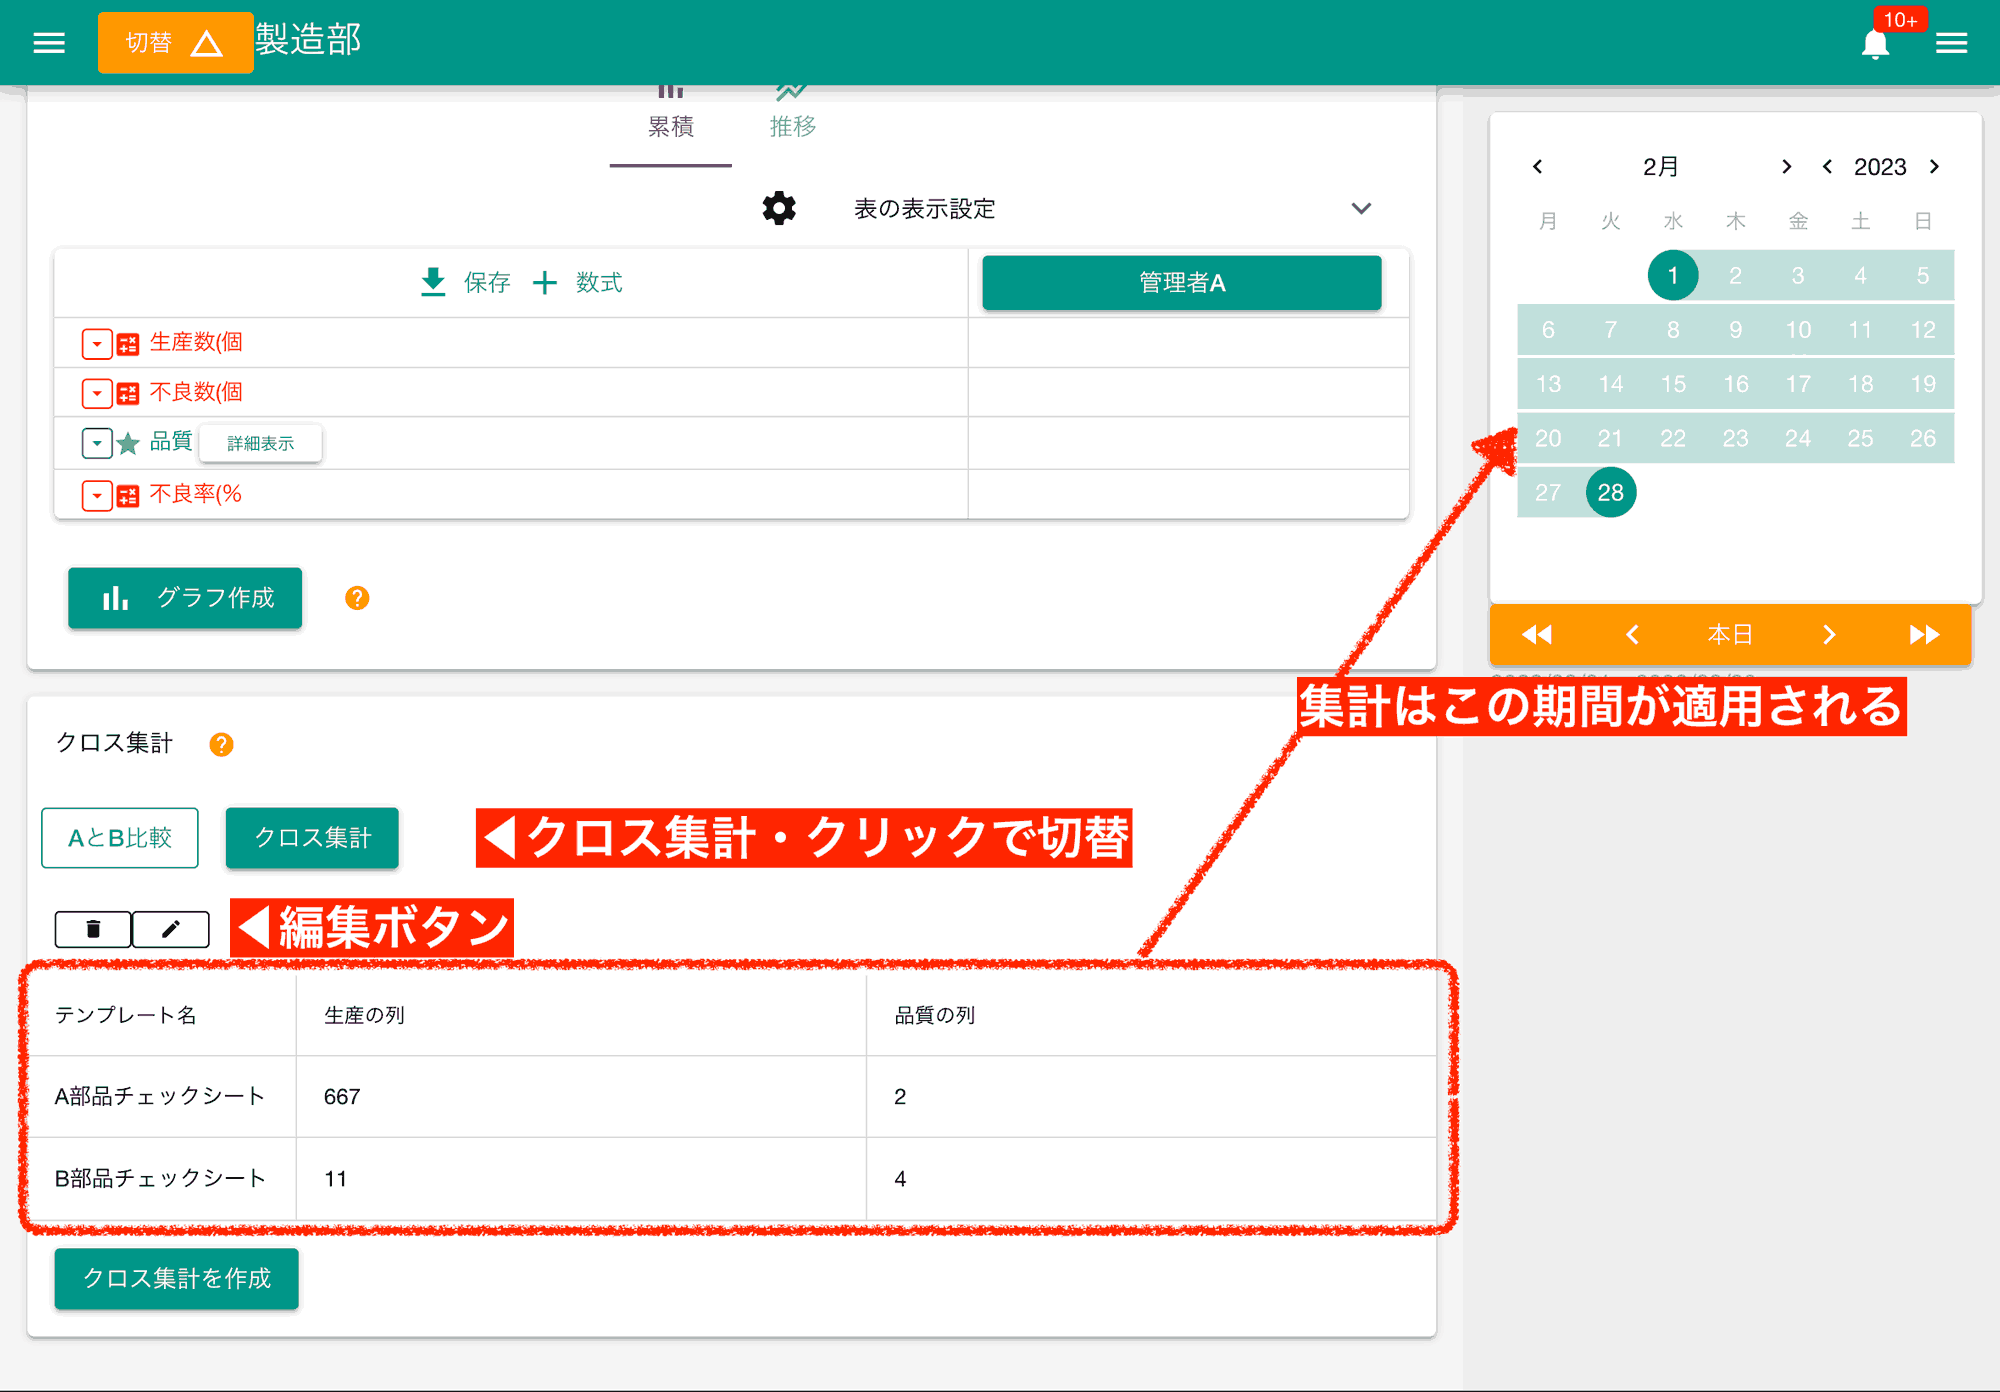 切替
製造部
10+
累積
推移
表の表示設定
保存
数式
管理者A
生産数(個
不良数(個
品質
詳細表示
不良率(%
グラフ作成
?
2月
2023
月 火 水 木 金 土 日
1 2 3 4 5
6 7 8 9 10 11 12
13 14 15 16 17 18 19
20 21 22 23 24 25 26
27 28
本日
集計はこの期間が適用される
クロス集計
?
AとB比較
クロス集計
◀クロス集計・クリックで切替
◀編集ボタン
テンプレート名 生産の列 品質の列
A部品チェックシート 667 2
B部品チェックシート 11 4
クロス集計を作成